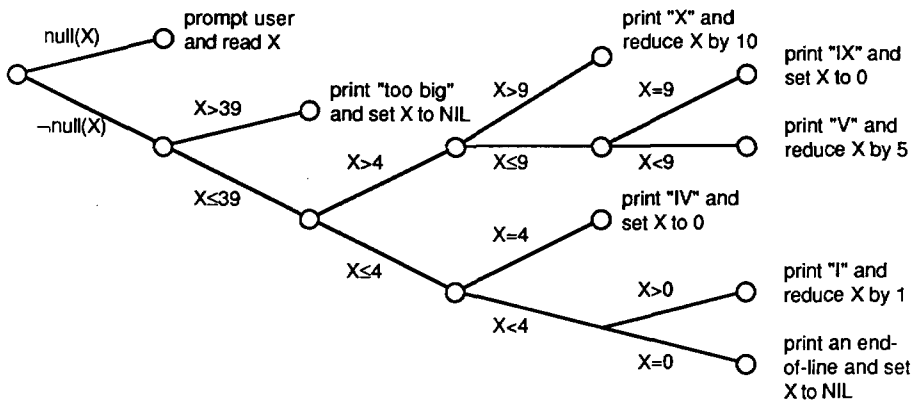 null(X)
prompt user
and read X
¬null(X)
X>39
print "too big"
and set X to NIL
X≤39
X>4
X>9
print "X" and
reduce X by 10
X≤9
X=9
print "IX" and
set X to 0
X<9
print "V" and
reduce X by 5
X≤4
X=4
print "IV" and
set X to 0
X<4
X>0
print "I" and
reduce X by 1
X=0
print an end-
of-line and set
X to NIL